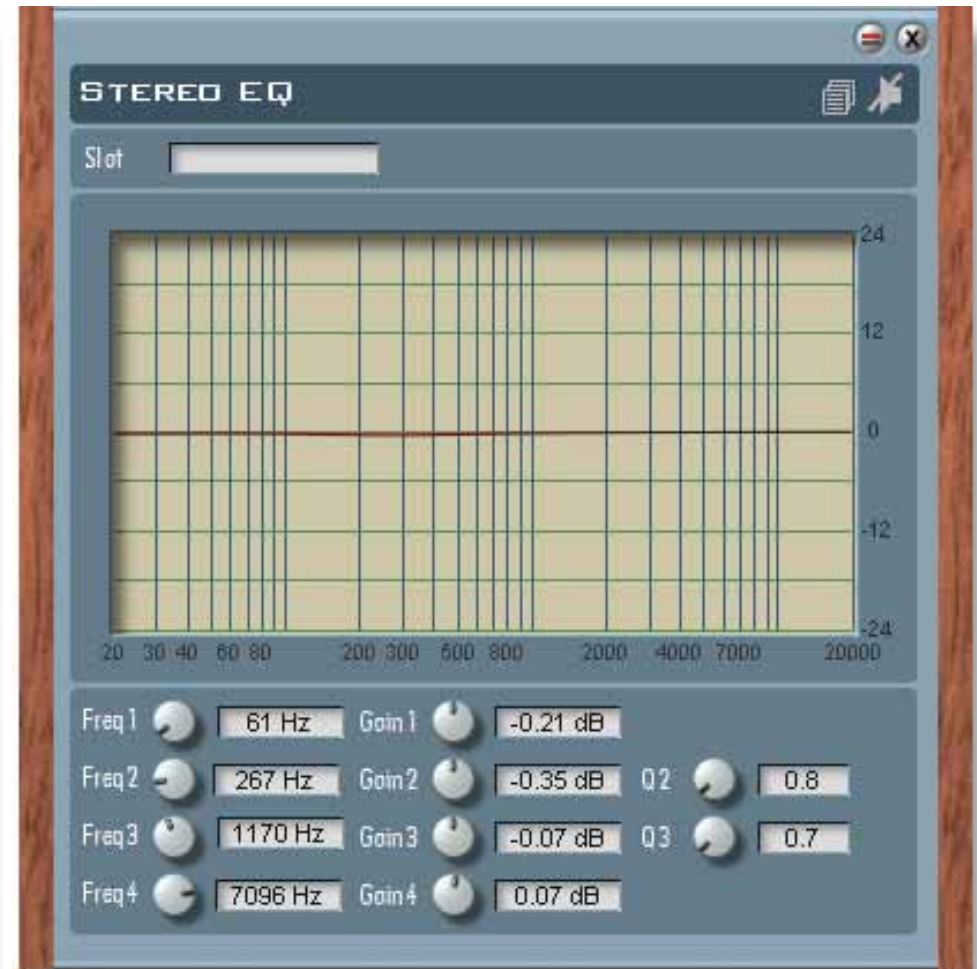 STEREO EQ
Slot
24
12
0
-12
-24
20 30 40 60 80 200 300 600 800 2000 4000 7000 20000
Freq 1 61 Hz Gain 1 -0.21 dB
Freq 2 267 Hz Gain 2 -0.35 dB Q 2 0.8
Freq 3 1170 Hz Gain 3 -0.07 dB Q 3 0.7
Freq 4 7096 Hz Gain 4 0.07 dB